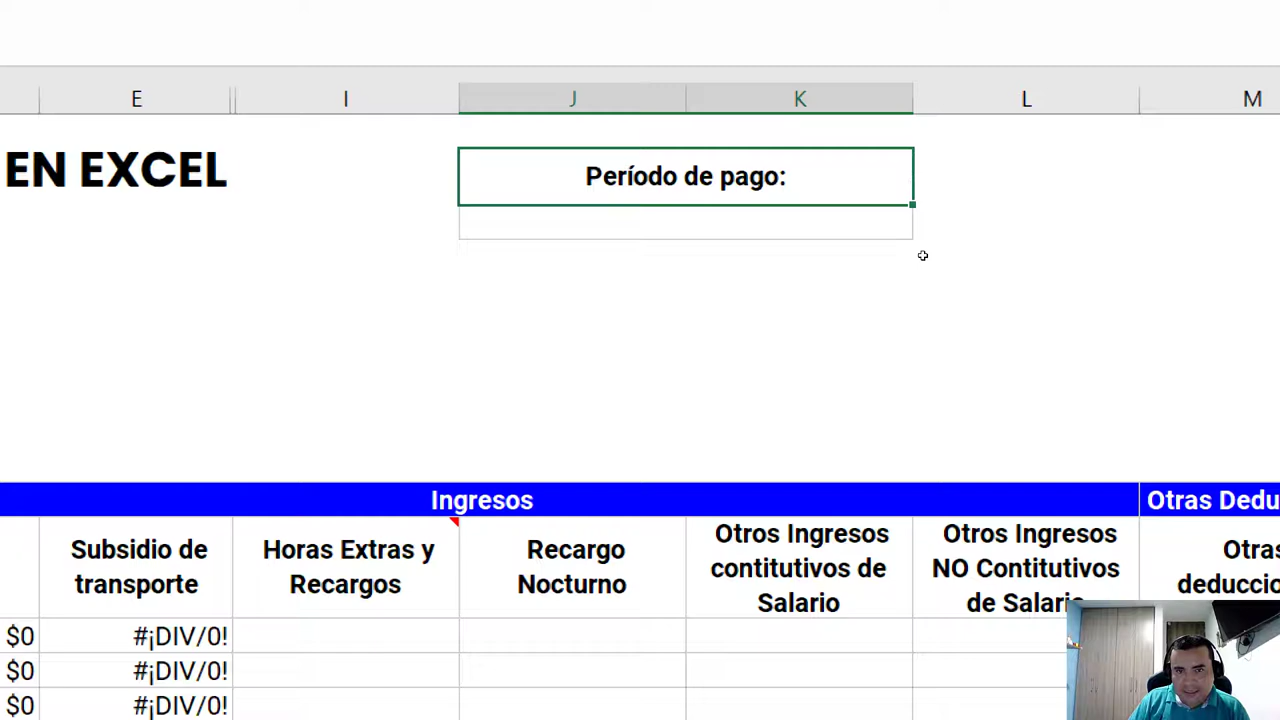 E I J K L M
EN EXCEL
Período de pago:
Ingresos
Otras Dedu
Subsidio de
transporte
Horas Extras y
Recargos
Recargo
Nocturno
Otros Ingresos
contitutivos de
Salario
Otros Ingresos
NO Contitutivos
de Salario
Otras
deduccio
$0 #¡DIV/0!
$0 #¡DIV/0!
$0 #¡DIV/0!